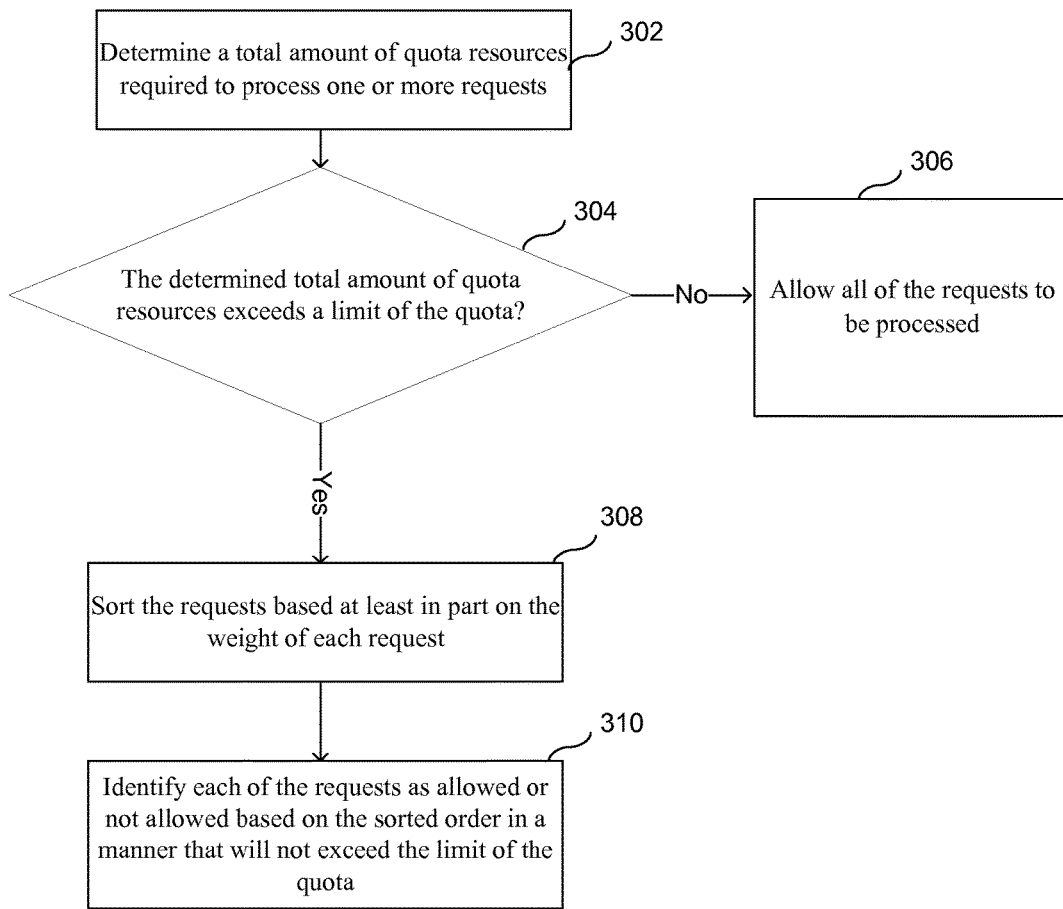 302
Determine a total amount of quota resources
required to process one or more requests
304
The determined total amount of quota
resources exceeds a limit of the quota?
No
306
Allow all of the requests to
be processed
Yes
308
Sort the requests based at least in part on the
weight of each request
310
Identify each of the requests as allowed or
not allowed based on the sorted order in a
manner that will not exceed the limit of the
quota